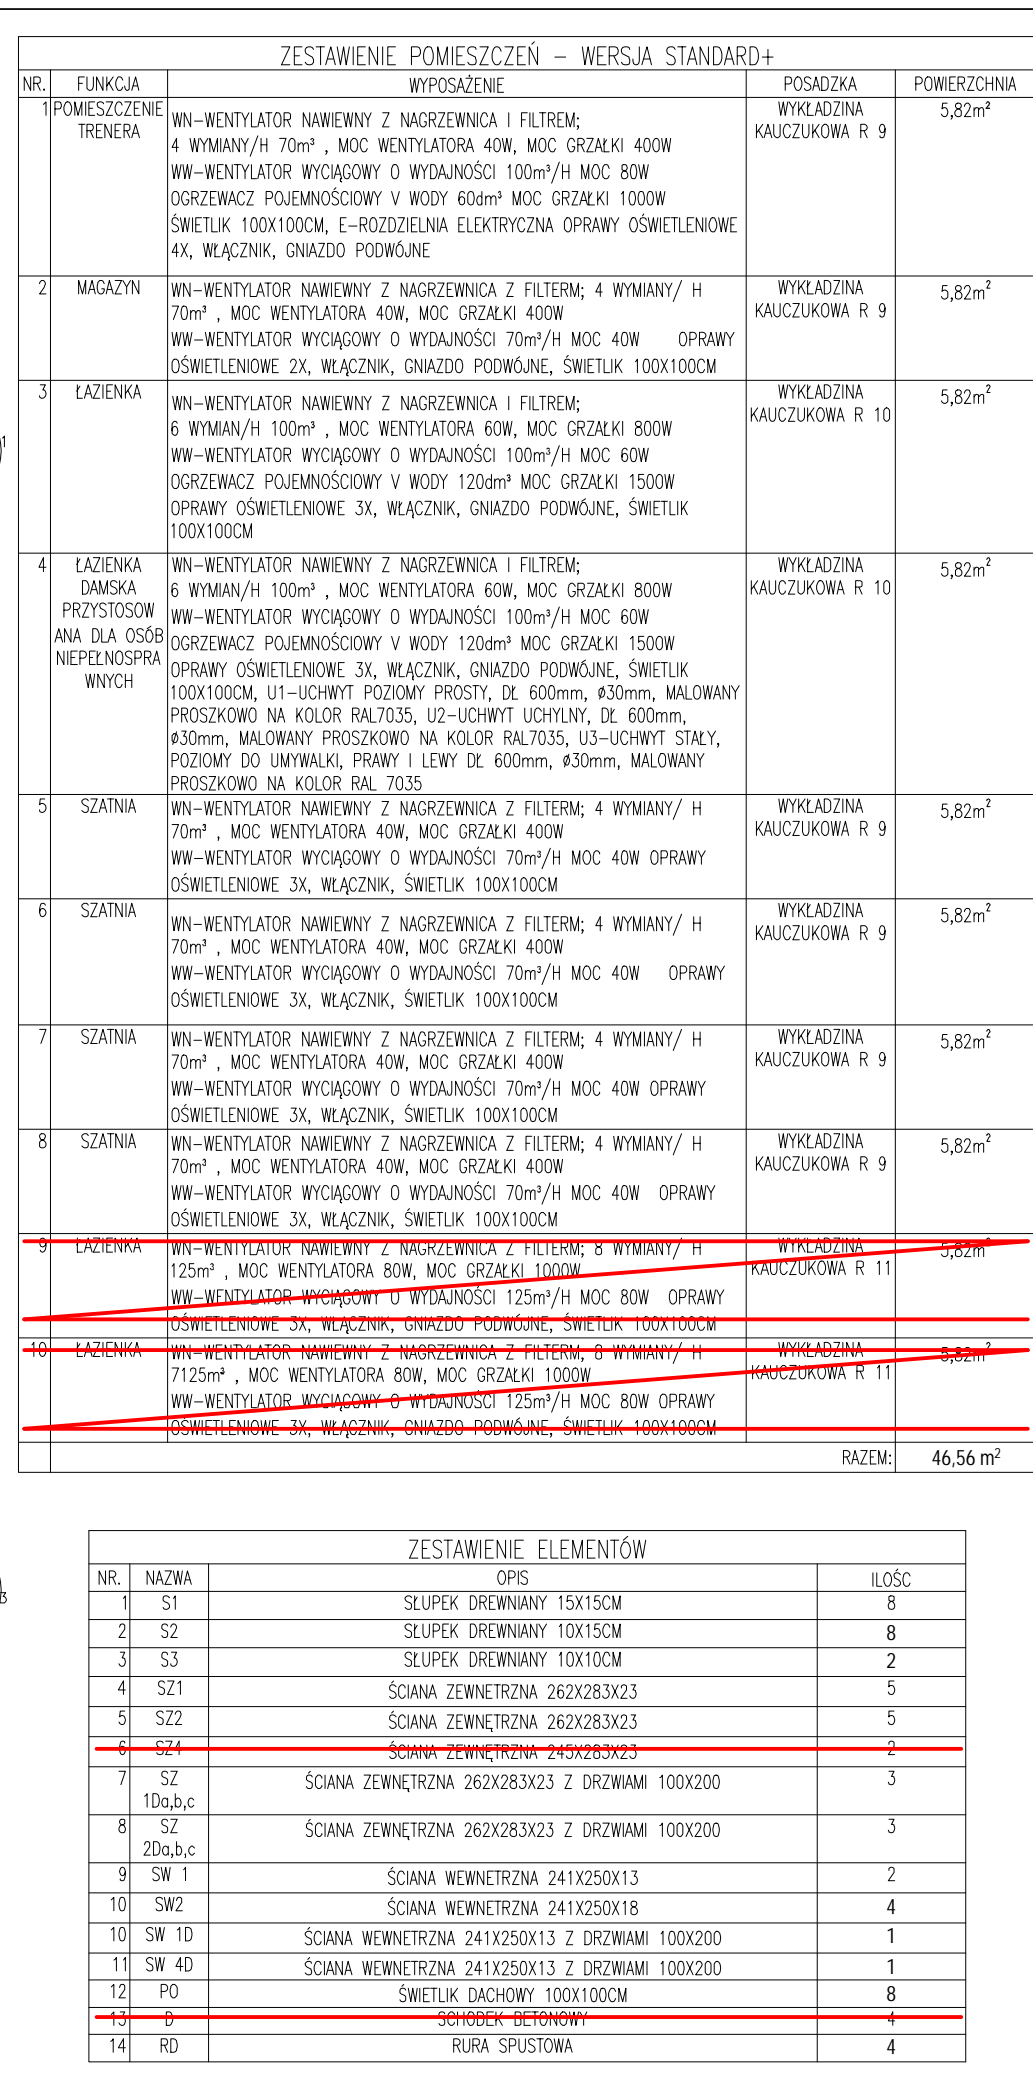 ZESTAWIENIE POMIESZCZEŃ – WERSJA STANDARD+
NR. FUNKCJA WYPOSAŻENIE POSADZKA POWIERZCHNIA
1 POMIESZCZENIE TRENERA
WN–WENTYLATOR NAWIEWNY Z NAGRZEWNICA I FILTREM;
4 WYMIANY/H 70m³ , MOC WENTYLATORA 40W, MOC GRZAŁKI 400W
WW–WENTYLATOR WYCIĄGOWY O WYDAJNOŚCI 100m³/H MOC 80W
OGRZEWACZ POJEMNOŚCIOWY V WODY 60dm³ MOC GRZAŁKI 1000W
ŚWIETLIK 100X100CM, E–ROZDZIELNIA ELEKTRYCZNA OPRAWY OŚWIETLENIOWE
4X, WŁĄCZNIK, GNIAZDO PODWÓJNE
WYKŁADZINA
KAUCZUKOWA R 9
5,82m²
2 MAGAZYN
WN–WENTYLATOR NAWIEWNY Z NAGRZEWNICA Z FILTERM; 4 WYMIANY/ H
70m³ , MOC WENTYLATORA 40W, MOC GRZAŁKI 400W
WW–WENTYLATOR WYCIĄGOWY O WYDAJNOŚCI 70m³/H MOC 40W OPRAWY
OŚWIETLENIOWE 2X, WŁĄCZNIK, GNIAZDO PODWÓJNE, ŚWIETLIK 100X100CM
WYKŁADZINA
KAUCZUKOWA R 9
5,82m²
3 ŁAZIENKA
WN–WENTYLATOR NAWIEWNY Z NAGRZEWNICA I FILTREM;
6 WYMIAN/H 100m³ , MOC WENTYLATORA 60W, MOC GRZAŁKI 800W
WW–WENTYLATOR WYCIĄGOWY O WYDAJNOŚCI 100m³/H MOC 60W
OGRZEWACZ POJEMNOŚCIOWY V WODY 120dm³ MOC GRZAŁKI 1500W
OPRAWY OŚWIETLENIOWE 3X, WŁĄCZNIK, GNIAZDO PODWÓJNE, ŚWIETLIK
100X100CM
WYKŁADZINA
KAUCZUKOWA R 10
5,82m²
1
4 ŁAZIENKA
DAMSKA
PRZYSTOSOW
ANA DLA OSÓB
NIEPEŁNOSPRA
WNYCH
WN–WENTYLATOR NAWIEWNY Z NAGRZEWNICA I FILTREM;
6 WYMIAN/H 100m³ , MOC WENTYLATORA 60W, MOC GRZAŁKI 800W
WW–WENTYLATOR WYCIĄGOWY O WYDAJNOŚCI 100m³/H MOC 60W
OGRZEWACZ POJEMNOŚCIOWY V WODY 120dm³ MOC GRZAŁKI 1500W
OPRAWY OŚWIETLENIOWE 3X, WŁĄCZNIK, GNIAZDO PODWÓJNE, ŚWIETLIK
100X100CM, U1–UCHWYT POZIOMY PROSTY, DŁ 600mm, ø30mm, MALOWANY
PROSZKOWO NA KOLOR RAL7035, U2–UCHWYT UCHYLNY, DŁ 600mm,
ø30mm, MALOWANY PROSZKOWO NA KOLOR RAL7035, U3–UCHWYT STAŁY,
POZIOMY DO UMYWALKI, PRAWY I LEWY DŁ 600mm, ø30mm, MALOWANY
PROSZKOWO NA KOLOR RAL 7035
WYKŁADZINA
KAUCZUKOWA R 10
5,82m²
5 SZATNIA
WN–WENTYLATOR NAWIEWNY Z NAGRZEWNICA Z FILTERM; 4 WYMIANY/ H
70m³ , MOC WENTYLATORA 40W, MOC GRZAŁKI 400W
WW–WENTYLATOR WYCIĄGOWY O WYDAJNOŚCI 70m³/H MOC 40W OPRAWY
OŚWIETLENIOWE 3X, WŁĄCZNIK, ŚWIETLIK 100X100CM
WYKŁADZINA
KAUCZUKOWA R 9
5,82m²
6 SZATNIA
WN–WENTYLATOR NAWIEWNY Z NAGRZEWNICA Z FILTERM; 4 WYMIANY/ H
70m³ , MOC WENTYLATORA 40W, MOC GRZAŁKI 400W
WW–WENTYLATOR WYCIĄGOWY O WYDAJNOŚCI 70m³/H MOC 40W OPRAWY
OŚWIETLENIOWE 3X, WŁĄCZNIK, ŚWIETLIK 100X100CM
WYKŁADZINA
KAUCZUKOWA R 9
5,82m²
7 SZATNIA
WN–WENTYLATOR NAWIEWNY Z NAGRZEWNICA Z FILTERM; 4 WYMIANY/ H
70m³ , MOC WENTYLATORA 40W, MOC GRZAŁKI 400W
WW–WENTYLATOR WYCIĄGOWY O WYDAJNOŚCI 70m³/H MOC 40W OPRAWY
OŚWIETLENIOWE 3X, WŁĄCZNIK, ŚWIETLIK 100X100CM
WYKŁADZINA
KAUCZUKOWA R 9
5,82m²
8 SZATNIA
WN–WENTYLATOR NAWIEWNY Z NAGRZEWNICA Z FILTERM; 4 WYMIANY/ H
70m³ , MOC WENTYLATORA 40W, MOC GRZAŁKI 400W
WW–WENTYLATOR WYCIĄGOWY O WYDAJNOŚCI 70m³/H MOC 40W OPRAWY
OŚWIETLENIOWE 3X, WŁĄCZNIK, ŚWIETLIK 100X100CM
WYKŁADZINA
KAUCZUKOWA R 9
5,82m²
9 ŁAZIENKA
WN–WENTYLATOR NAWIEWNY Z NAGRZEWNICA Z FILTERM; 8 WYMIANY/ H
125m³ , MOC WENTYLATORA 80W, MOC GRZAŁKI 1000W
WW–WENTYLATOR WYCIĄGOWY O WYDAJNOŚCI 125m³/H MOC 80W OPRAWY
OŚWIETLENIOWE 3X, WŁĄCZNIK, GNIAZDO PODWÓJNE, ŚWIETLIK 100X100CM
WYKŁADZINA
KAUCZUKOWA R 11
5,82m²
10 ŁAZIENKA
WN–WENTYLATOR NAWIEWNY Z NAGRZEWNICA Z FILTERM; 8 WYMIANY/ H
7125m³ , MOC WENTYLATORA 80W, MOC GRZAŁKI 1000W
WW–WENTYLATOR WYCIĄGOWY O WYDAJNOŚCI 125m³/H MOC 80W OPRAWY
OŚWIETLENIOWE 3X, WŁĄCZNIK, GNIAZDO PODWÓJNE, ŚWIETLIK 100X100CM
WYKŁADZINA
KAUCZUKOWA R 11
5,82m²
RAZEM: 46,56 m²
ZESTAWIENIE ELEMENTÓW
NR. NAZWA OPIS ILOŚC
1 S1 SŁUPEK DREWNIANY 15X15CM 8
3
2 S2 SŁUPEK DREWNIANY 10X15CM 8
3 S3 SŁUPEK DREWNIANY 10X10CM 2
4 SZ1 ŚCIANA ZEWNETRZNA 262X283X23 5
5 SZ2 ŚCIANA ZEWNĘTRZNA 262X283X23 5
6 SZ4 ŚCIANA ZEWNĘTRZNA 245X283X23 2
7 SZ 1Da,b,c ŚCIANA ZEWNĘTRZNA 262X283X23 Z DRZWIAMI 100X200 3
8 SZ 2Da,b,c ŚCIANA ZEWNĘTRZNA 262X283X23 Z DRZWIAMI 100X200 3
9 SW 1 ŚCIANA WEWNETRZNA 241X250X13 2
10 SW2 ŚCIANA WEWNETRZNA 241X250X18 4
10 SW 1D ŚCIANA WEWNETRZNA 241X250X13 Z DRZWIAMI 100X200 1
11 SW 4D ŚCIANA WEWNETRZNA 241X250X13 Z DRZWIAMI 100X200 1
12 PO ŚWIETLIK DACHOWY 100X100CM 8
13 D SCHODEK BETONOWY 4
14 RD RURA SPUSTOWA 4